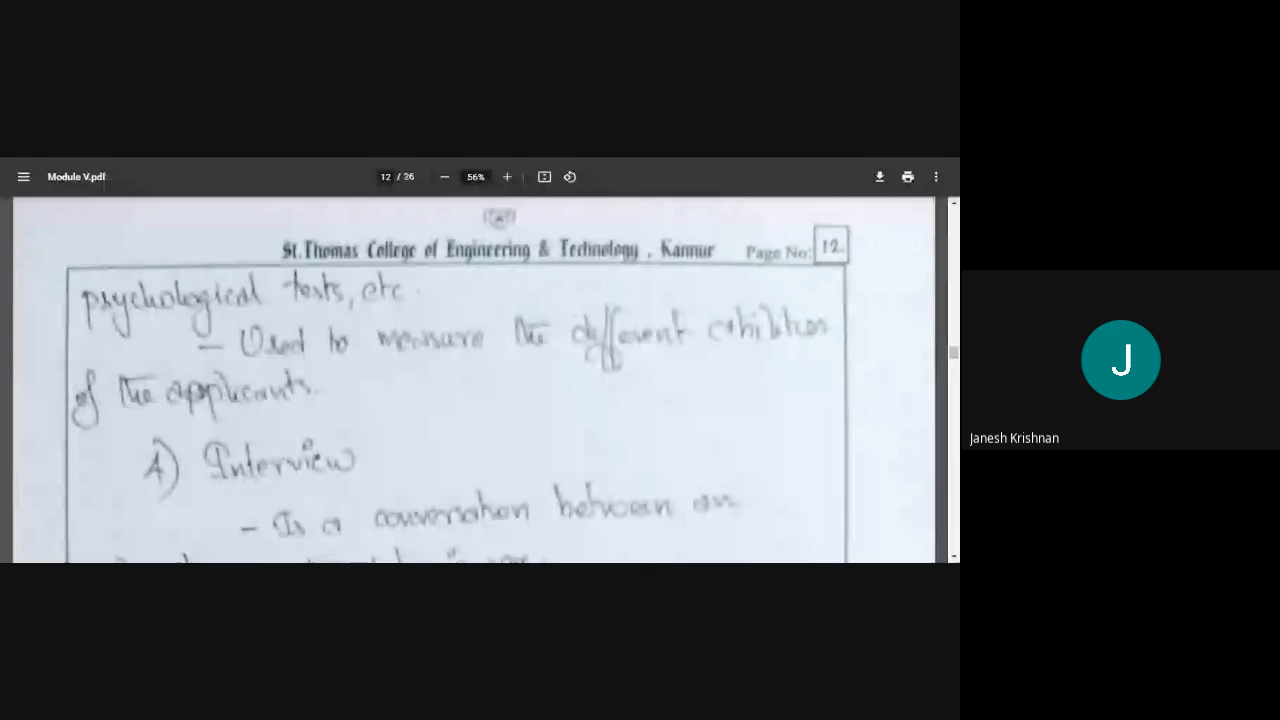 Module V.pdf
12 / 26
56%
St. Thomas College of Engineering & Technology , Kannur Page No: 12
psychological tests, etc.
- Used to measure the different abilities
of the applicants.
4) Interview
- Is a conversation between an
J
Janesh Krishnan